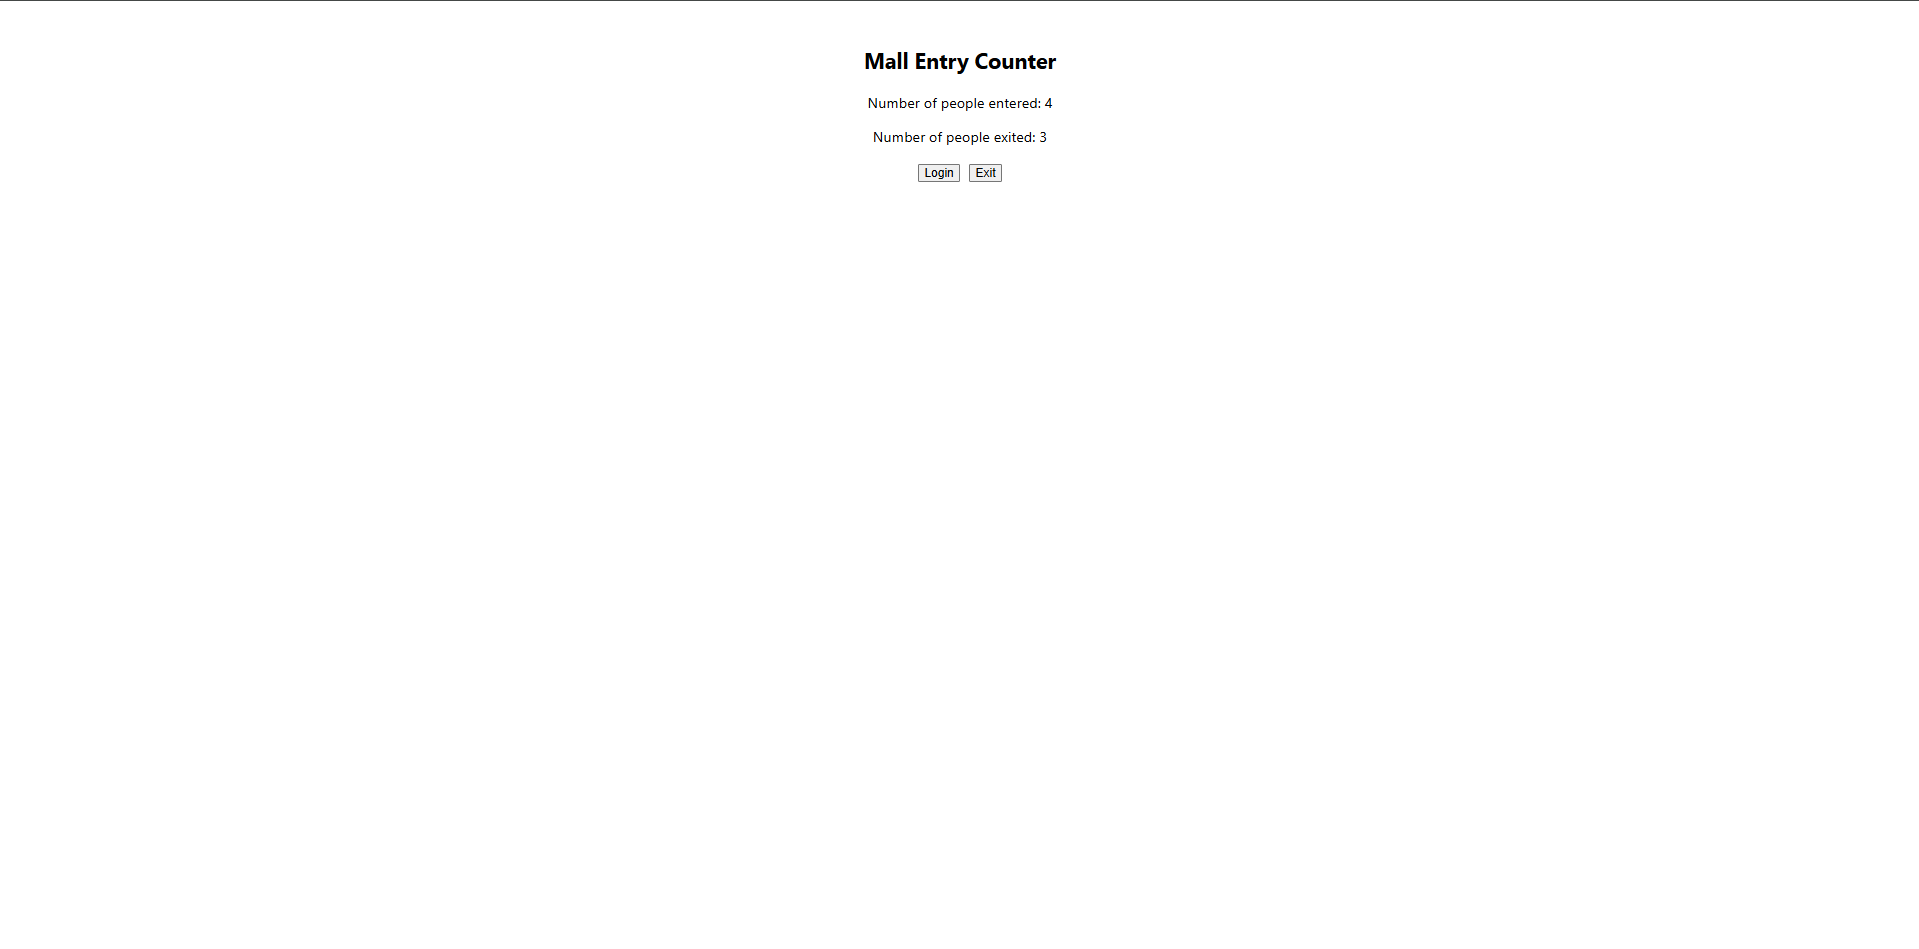 Mall Entry Counter
Number of people entered: 4
Number of people exited: 3
Login Exit